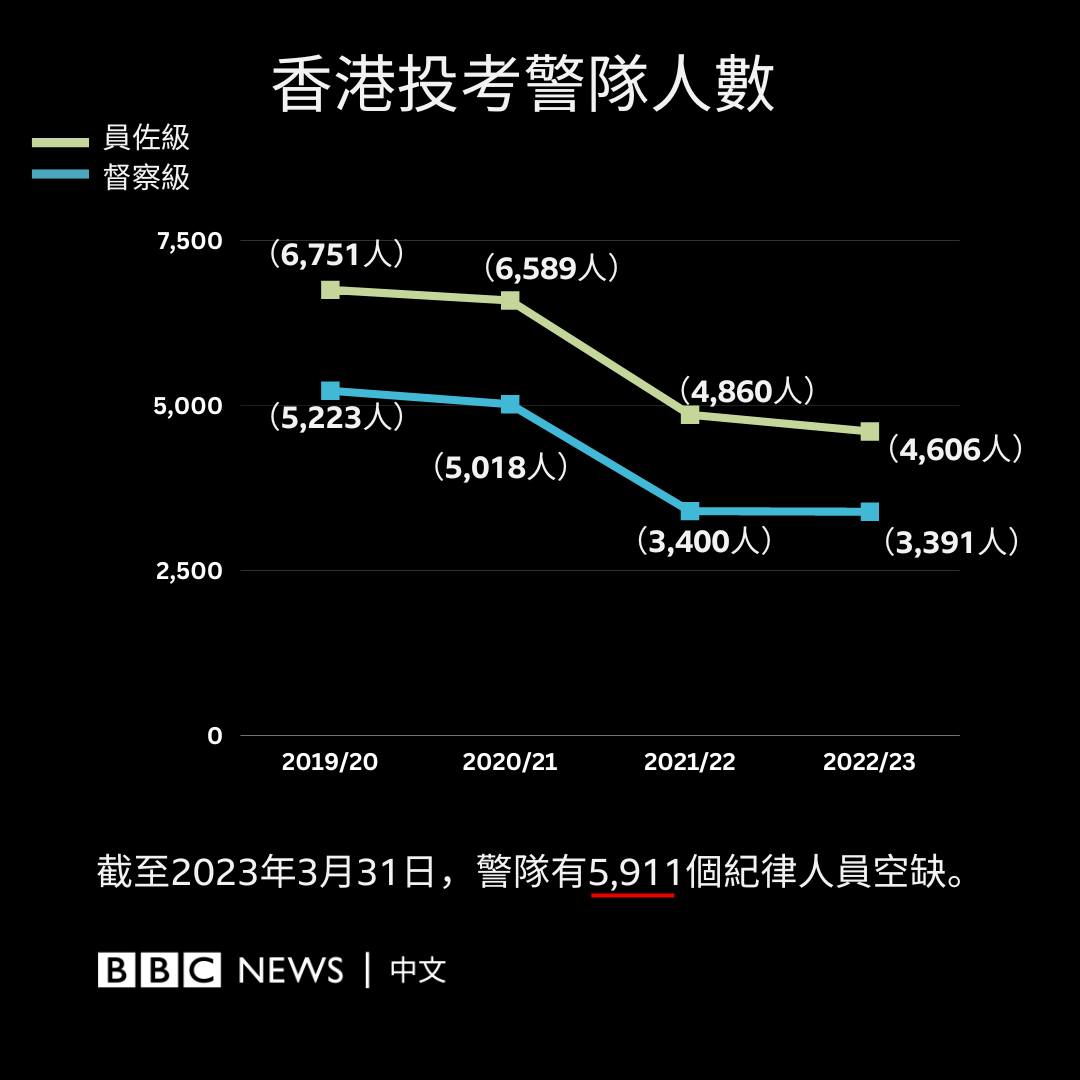 香港投考警隊人數
員佐級
督察級
7,500
5,000
2,500
0
（6,751人）
（6,589人）
（4,860人）
（4,606人）
（5,223人）
（5,018人）
（3,400人）
（3,391人）
2019/20 2020/21 2021/22 2022/23
截至2023年3月31日，警隊有5,911個紀律人員空缺。
BBC NEWS | 中文